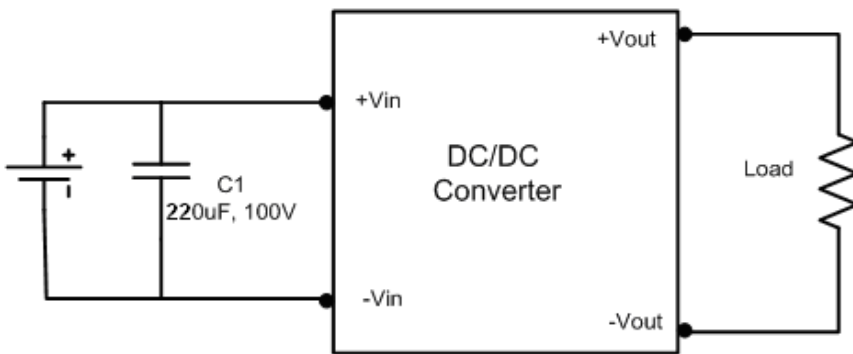 +Vout
+Vin
DC/DC
Converter
Load
+
-
C1
220uF, 100V
-Vin
-Vout